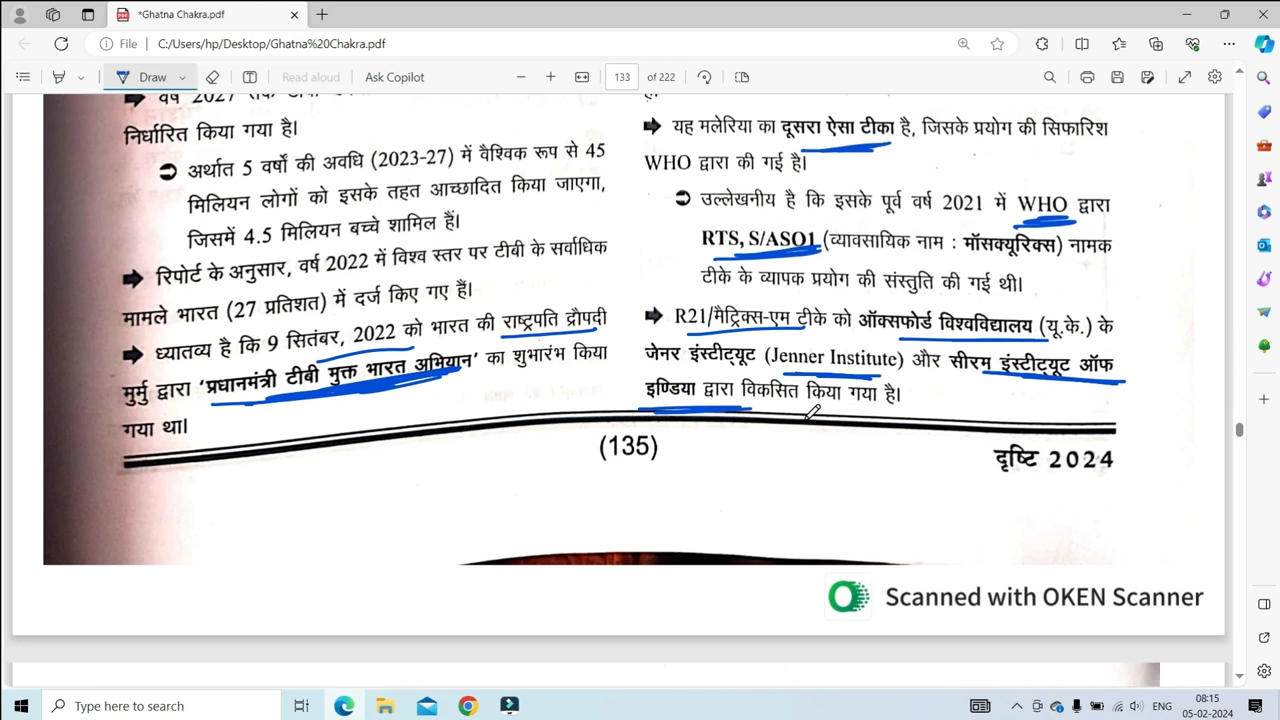 *Ghatna Chakra.pdf
File C:/Users/hp/Desktop/Ghatna%20Chakra.pdf
Draw Read aloud Ask Copilot 133 of 222
वर्ष 2027 तक
निर्धारित किया गया है।
अर्थात 5 वर्षों की अवधि (2023-27) में वैश्विक रूप से 45
मिलियन लोगों को इसके तहत आच्छादित किया जाएगा,
जिसमें 4.5 मिलियन बच्चे शामिल हैं।
रिपोर्ट के अनुसार, वर्ष 2022 में विश्व स्तर पर टीबी के सर्वाधिक
मामले भारत (27 प्रतिशत) में दर्ज किए गए हैं।
ध्यातव्य है कि 9 सितंबर, 2022 को भारत की राष्ट्रपति द्रौपदी
मुर्मु द्वारा 'प्रधानमंत्री टीबी मुक्त भारत अभियान' का शुभारंभ किया
गया था।
यह मलेरिया का दूसरा ऐसा टीका है, जिसके प्रयोग की सिफारिश
WHO द्वारा की गई है।
उल्लेखनीय है कि इसके पूर्व वर्ष 2021 में WHO द्वारा
RTS, S/ASO1 (व्यावसायिक नाम : मॉसक्यूरिक्स) नामक
टीके के व्यापक प्रयोग की संस्तुति की गई थी।
R21/मैट्रिक्स-एम टीके को ऑक्सफोर्ड विश्वविद्यालय (यू.के.) के
जेनर इंस्टीट्यूट (Jenner Institute) और सीरम इंस्टीट्यूट ऑफ
इण्डिया द्वारा विकसित किया गया है।
(135)
दृष्टि 2024
Scanned with OKEN Scanner
Type here to search
ENG
08:15
05-02-2024